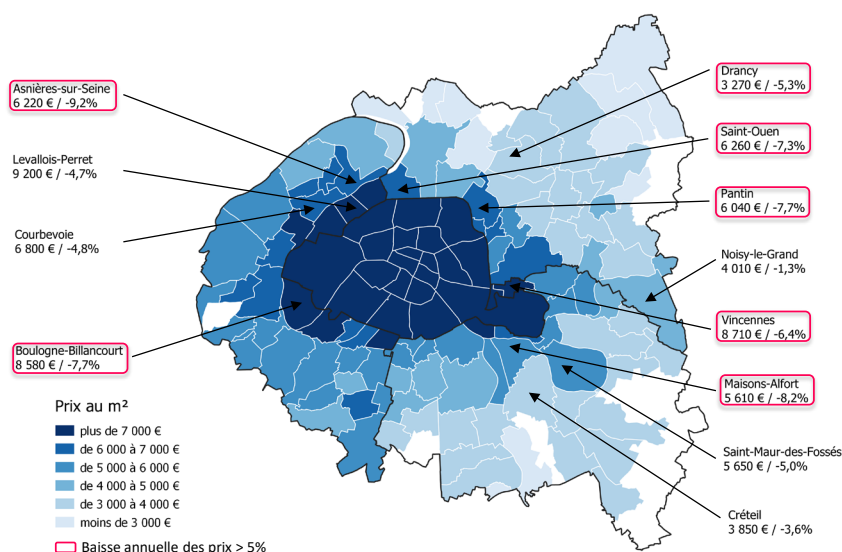 Asnières-sur-Seine
6 220 € / -9,2%
Levallois-Perret
9 200 € / -4,7%
Courbevoie
6 800 € / -4,8%
Boulogne-Billancourt
8 580 € / -7,7%
Drancy
3 270 € / -5,3%
Saint-Ouen
6 260 € / -7,3%
Pantin
6 040 € / -7,7%
Noisy-le-Grand
4 010 € / -1,3%
Vincennes
8 710 € / -6,4%
Maisons-Alfort
5 610 € / -8,2%
Saint-Maur-des-Fossés
5 650 € / -5,0%
Créteil
3 850 € / -3,6%
Prix au m²
plus de 7 000 €
de 6 000 à 7 000 €
de 5 000 à 6 000 €
de 4 000 à 5 000 €
de 3 000 à 4 000 €
moins de 3 000 €
Baisse annuelle des prix > 5%